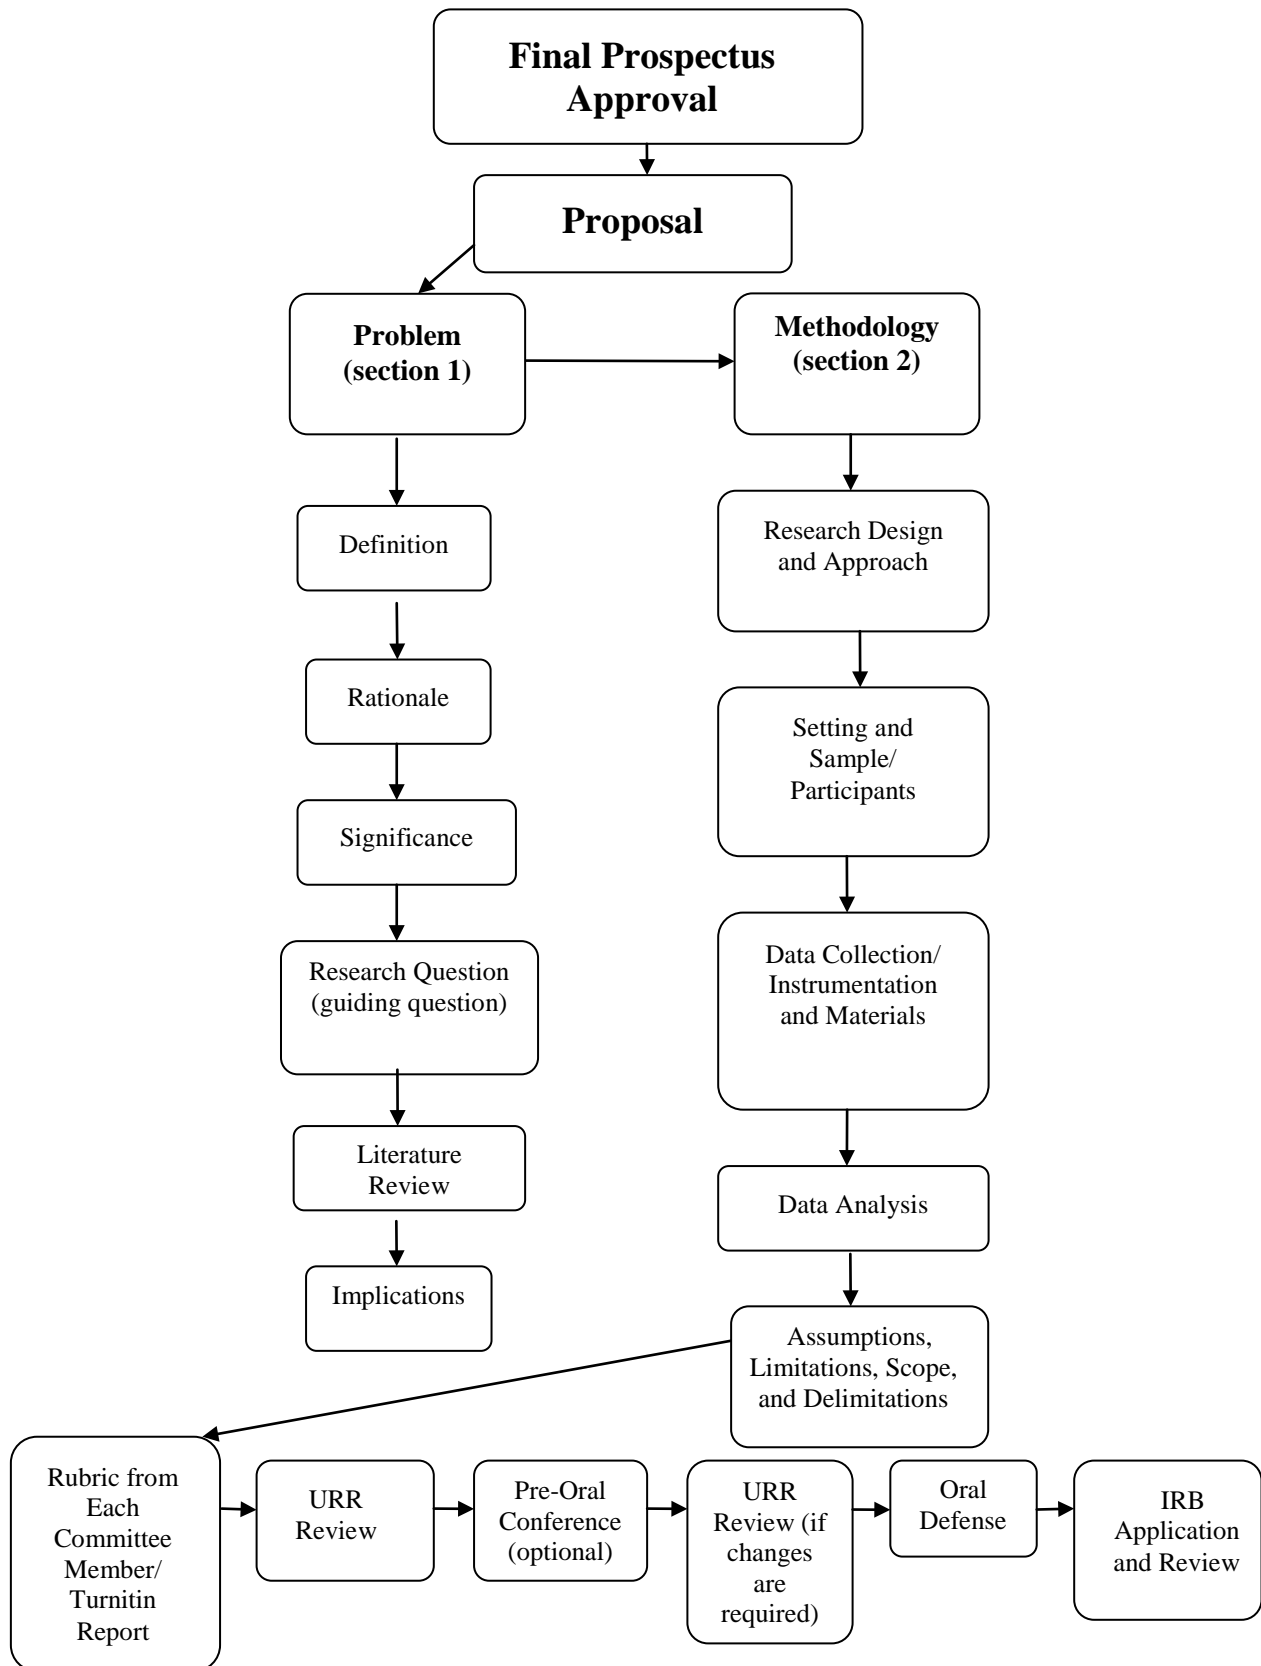 Final Prospectus
Approval
Proposal
Problem
(section 1)
Methodology
(section 2)
Definition
Rationale
Significance
Research Question
(guiding question)
Literature
Review
Implications
Research Design
and Approach
Setting and
Sample/
Participants
Data Collection/
Instrumentation
and Materials
Data Analysis
Assumptions,
Limitations, Scope,
and Delimitations
Rubric from
Each
Committee
Member/
Turnitin
Report
URR
Review
Pre-Oral
Conference
(optional)
URR
Review (if
changes
are
required)
Oral
Defense
IRB
Application
and Review